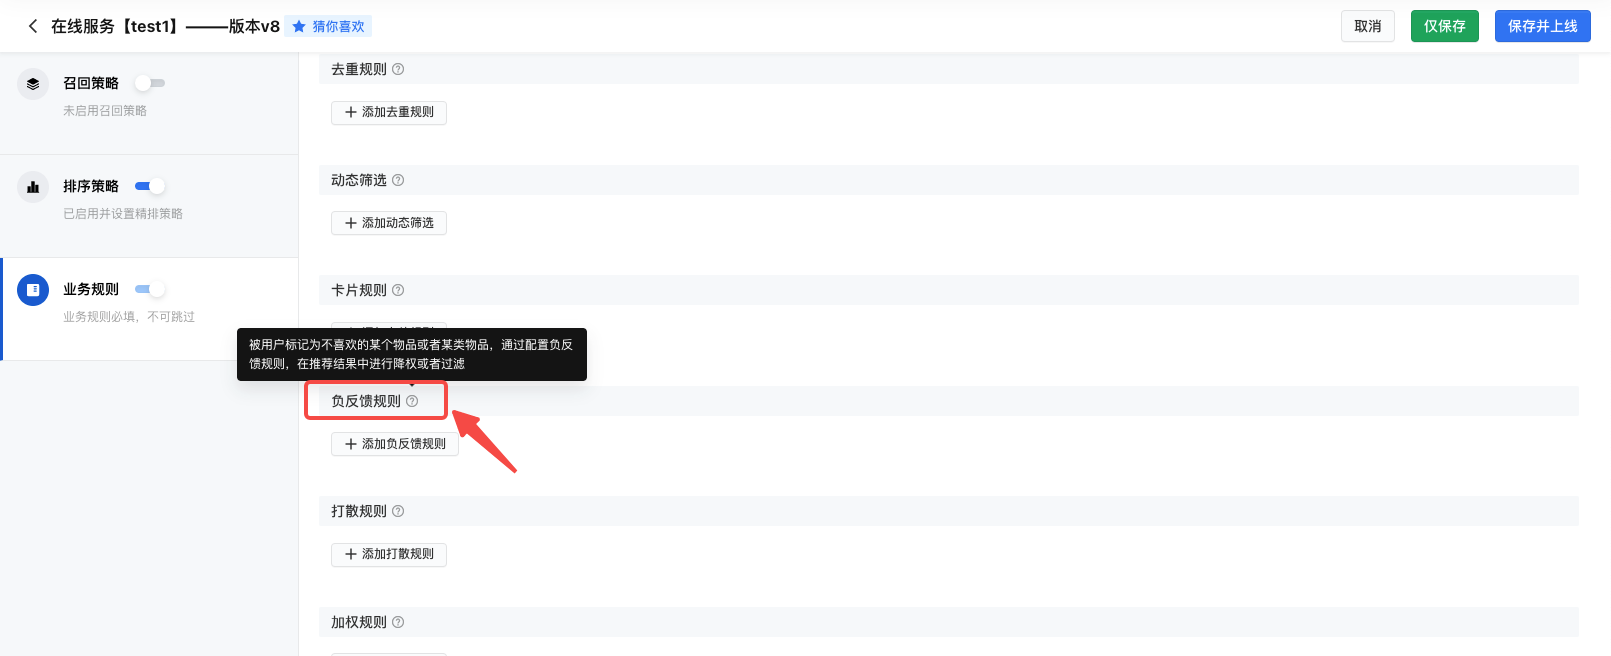 在线服务【test1】———版本v8 猜你喜欢
取消 仅保存 保存并上线
召回策略
未启用召回策略
排序策略
已启用并设置精排策略
业务规则
业务规则必填，不可跳过
去重规则
添加去重规则
动态筛选
添加动态筛选
卡片规则
被用户标记为不喜欢的某个物品或者某类物品，通过配置负反
馈规则，在推荐结果中进行降权或者过滤
负反馈规则
添加负反馈规则
打散规则
添加打散规则
加权规则